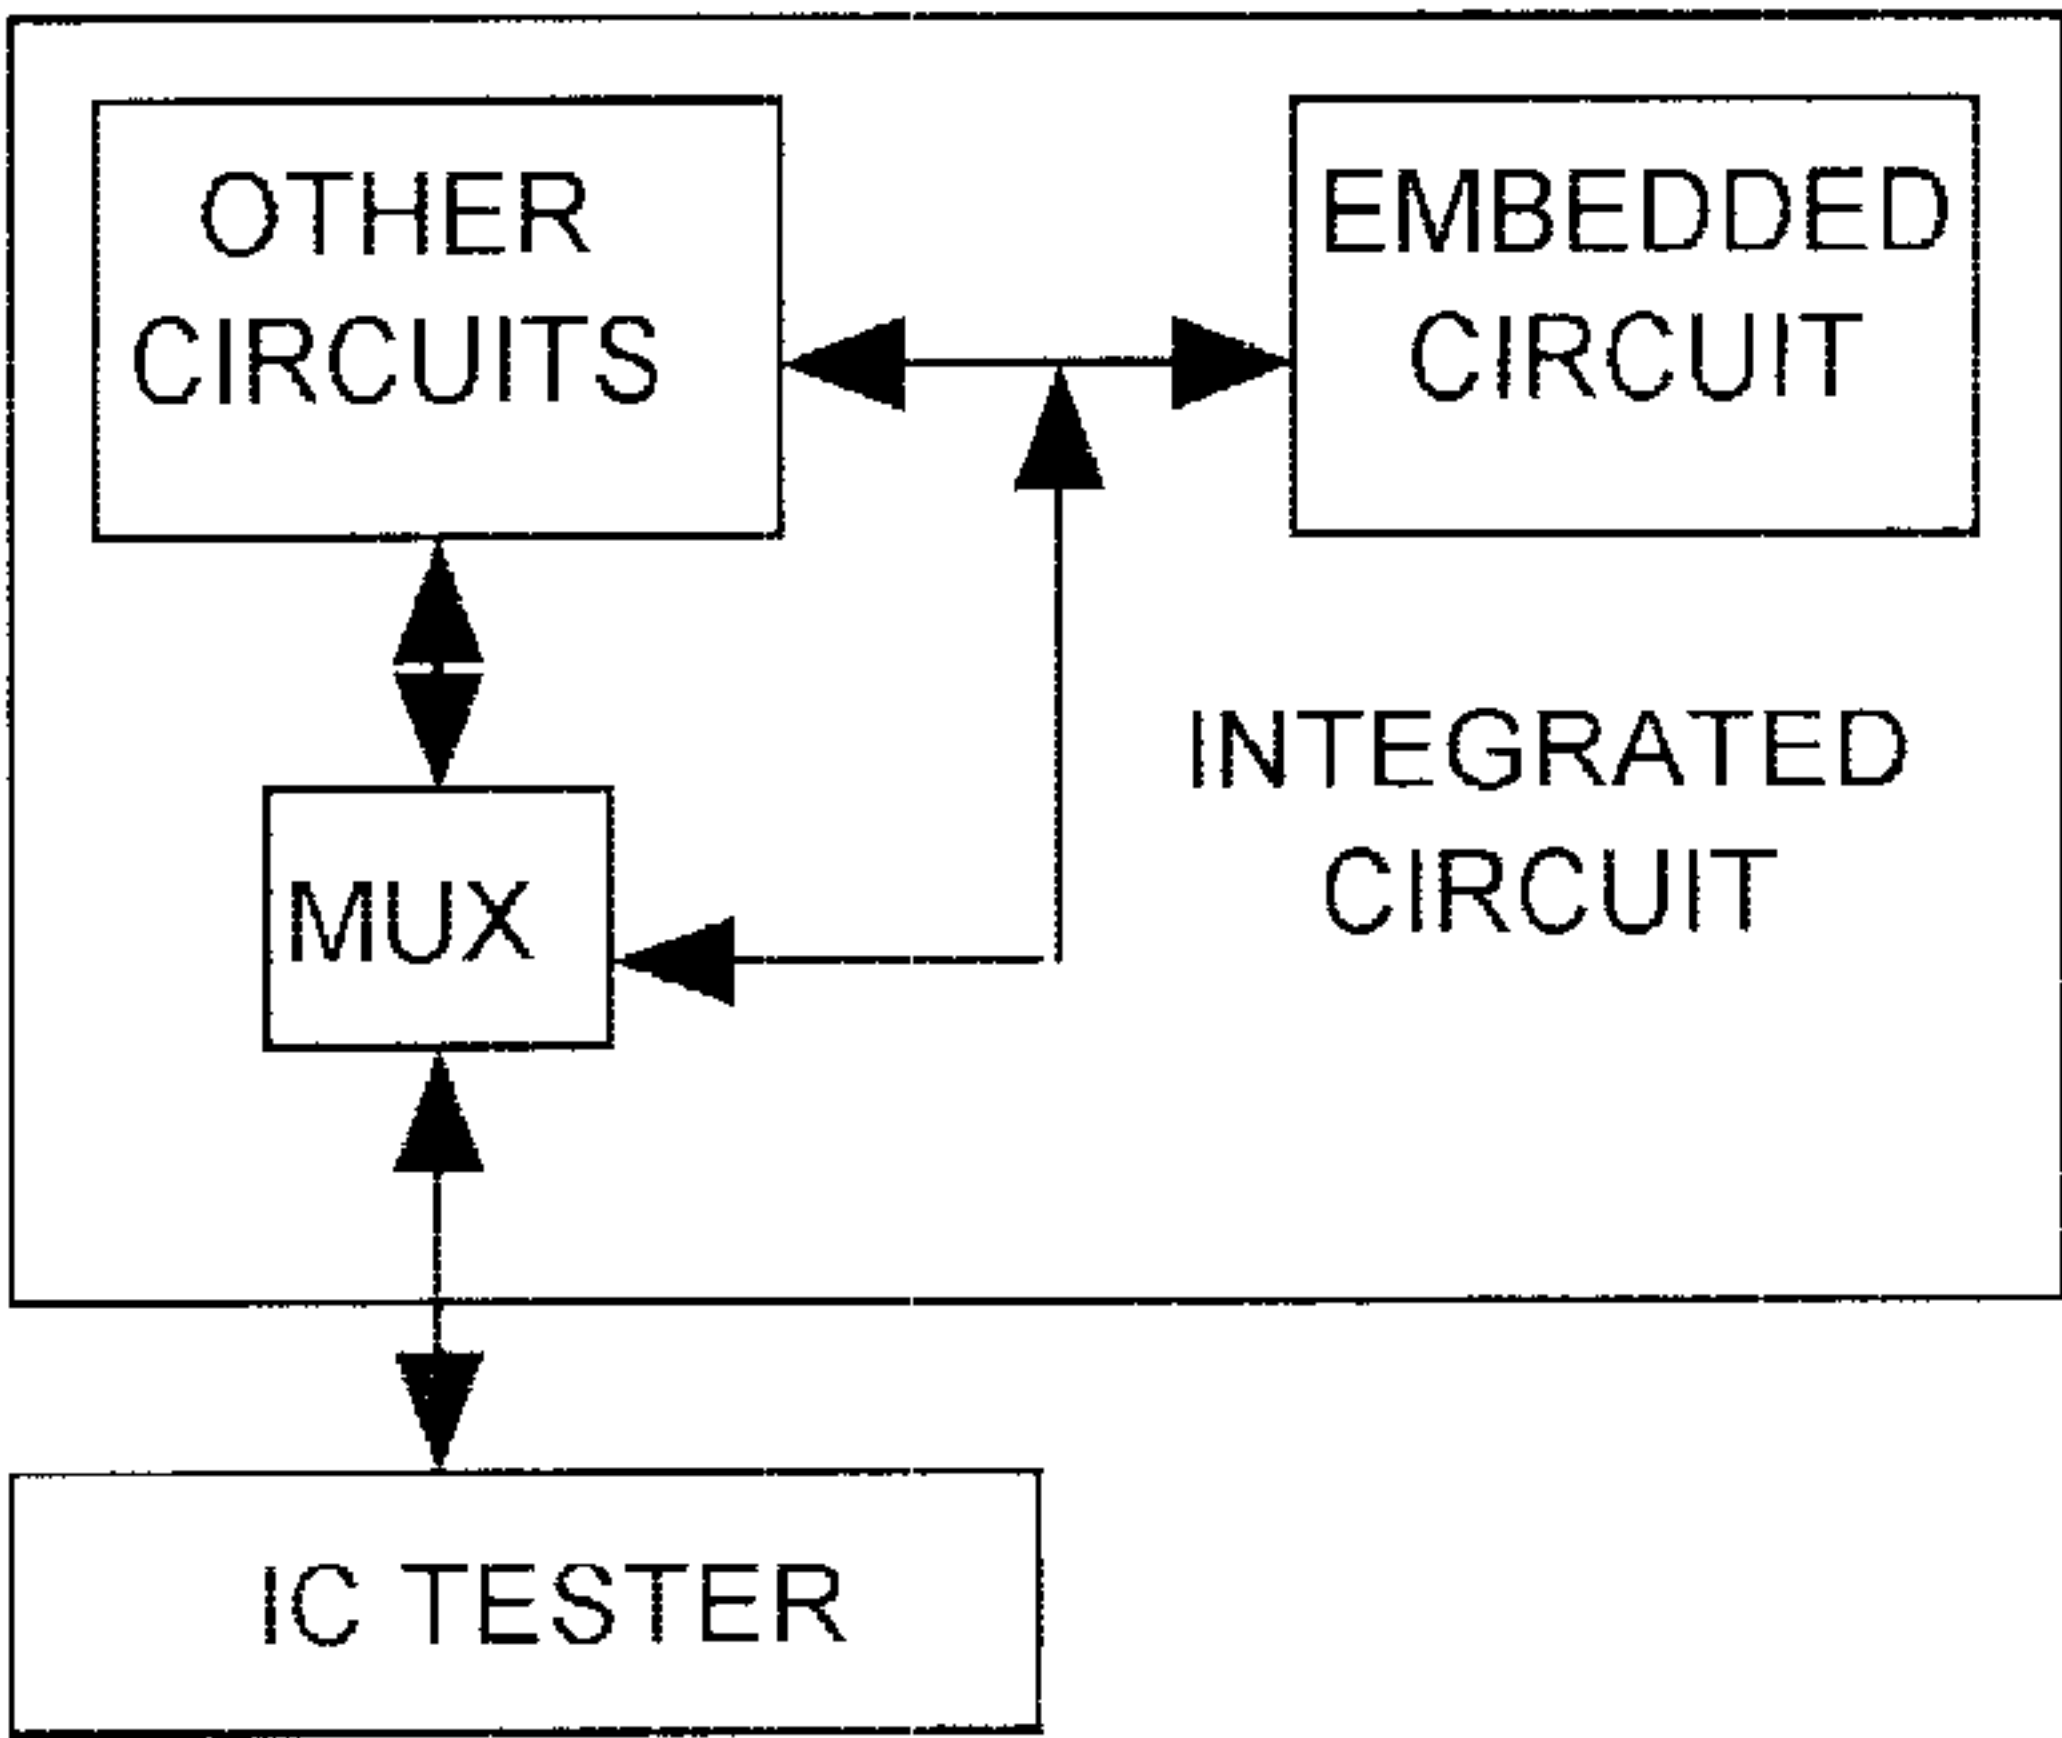 OTHER
CIRCUITS
EMBEDDED
CIRCUIT
INTEGRATED
CIRCUIT
MUX
IC TESTER